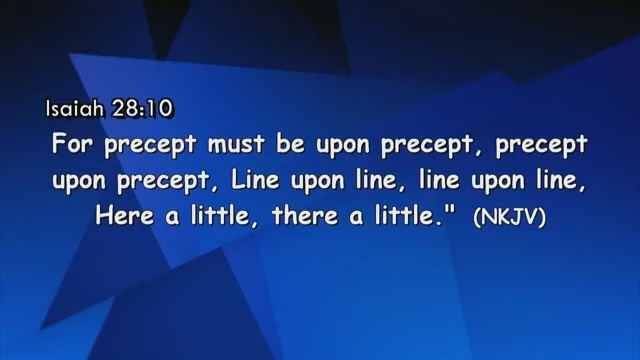 Isaiah 28:10
For precept must be upon precept, precept
upon precept, Line upon line, line upon line,
Here a little, there a little." (NKJV)